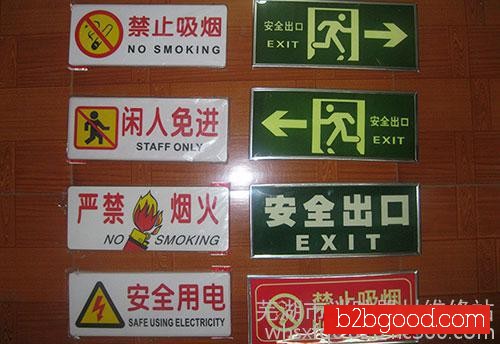 禁止吸烟
NO SMOKING
安全出口
EXIT
闲人免进
STAFF ONLY
安全出口
EXIT
严禁烟火
NO SMOKING
安全出口
EXIT
安全用电
SAFE USING ELECTRICITY
禁止吸烟
b2bgood.com